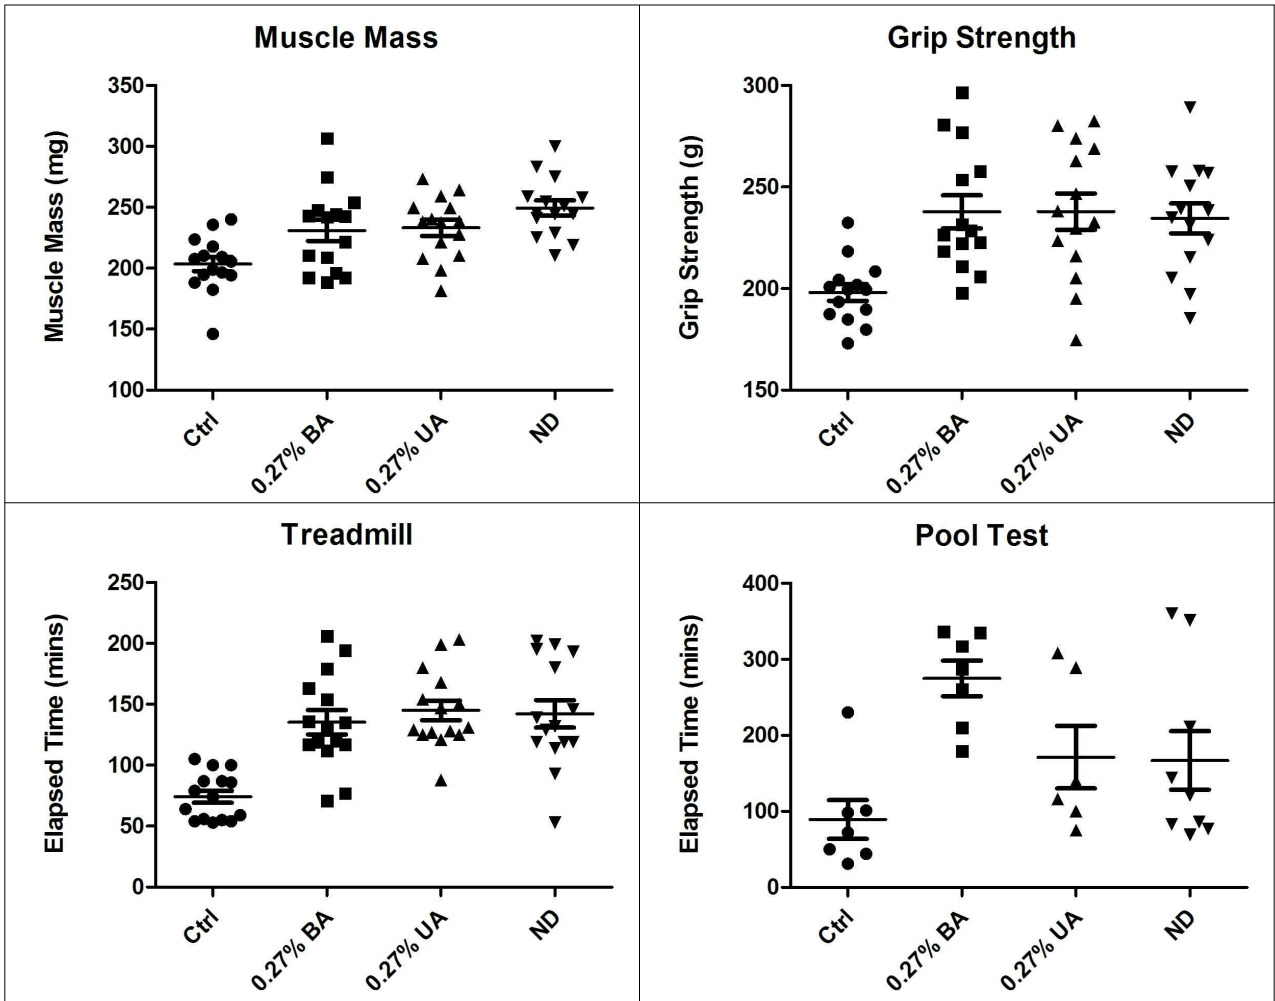 Muscle Mass
Muscle Mass (mg)
350
300
250
200
150
100
Ctrl
0.27% BA
0.27% UA
ND
Grip Strength
Grip Strength (g)
300
250
200
150
Ctrl
0.27% BA
0.27% UA
ND
Treadmill
Elapsed Time (mins)
250
200
150
100
50
0
Ctrl
0.27% BA
0.27% UA
ND
Pool Test
Elapsed Time (mins)
400
300
200
100
0
Ctrl
0.27% BA
0.27% UA
ND